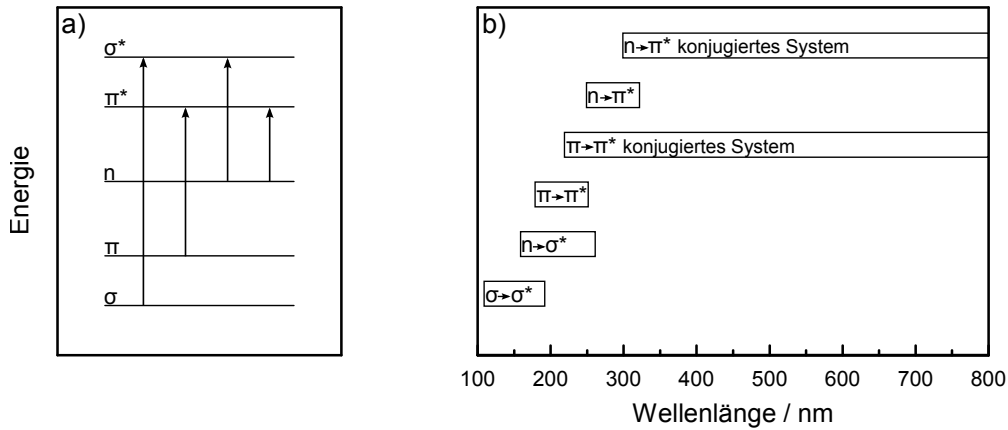 a)
σ*
π*
n
π
σ
Energie
b)
n→π* konjugiertes System
n→π*
π→π* konjugiertes System
π→π*
n→σ*
σ→σ*
100 200 300 400 500 600 700 800
Wellenlänge / nm